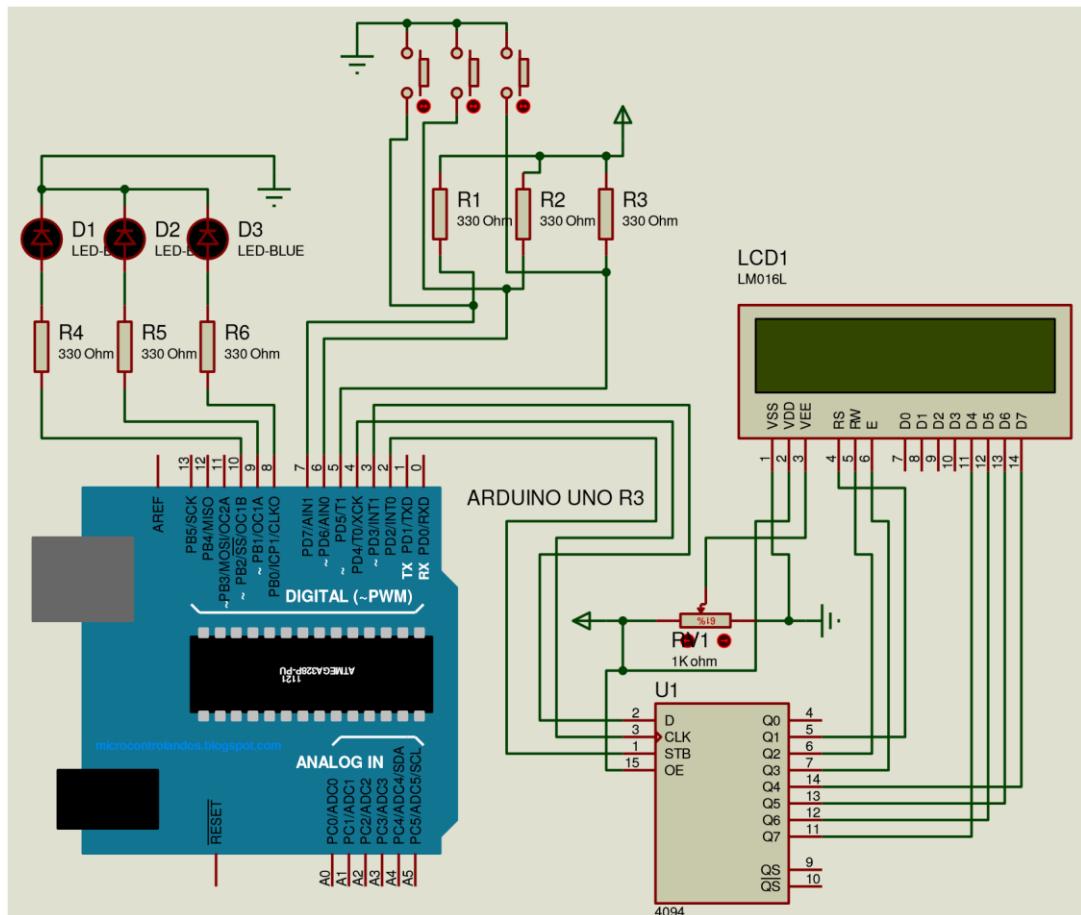 R1
330 Ohm
R2
330 Ohm
R3
330 Ohm
D1
LED-B
D2
LED-B
D3
LED-BLUE
R4
330 Ohm
R5
330 Ohm
R6
330 Ohm
LCD1
LM016L
VSS
VDD
VEE
RS
RW
E
D0
D1
D2
D3
D4
D5
D6
D7
1
2
3
4
5
6
7
8
9
10
11
12
13
14
ARDUINO UNO R3
AREF
13
12
11
10
9
8
7
6
5
4
3
2
1
0
PB5/SCK
PB4/MISO
~PB3/MOSI/OC2A
~PB2/SS/OC1B
~PB1/OC1A
PB0/ICP1/CLKO
PD7/AIN1
~PD6/AIN0
~PD5/T1
PD4/T0/XCK
~PD3/INT1
PD2/INT0
TX PD1/TXD
RX PD0/RXD
DIGITAL (~PWM)
1121
ATMEGA328P-PU
microcontrolandos.blogspot.com
ANALOG IN
RESET
PC0/ADC0
PC1/ADC1
PC2/ADC2
PC3/ADC3
PC4/ADC4/SDA
PC5/ADC5/SCL
A0
A1
A2
A3
A4
A5
61%
RV1
1K ohm
U1
2 D
3 CLK
1 STB
15 OE
Q0 4
Q1 5
Q2 6
Q3 7
Q4 14
Q5 13
Q6 12
Q7 11
QS 9
QS 10
4094